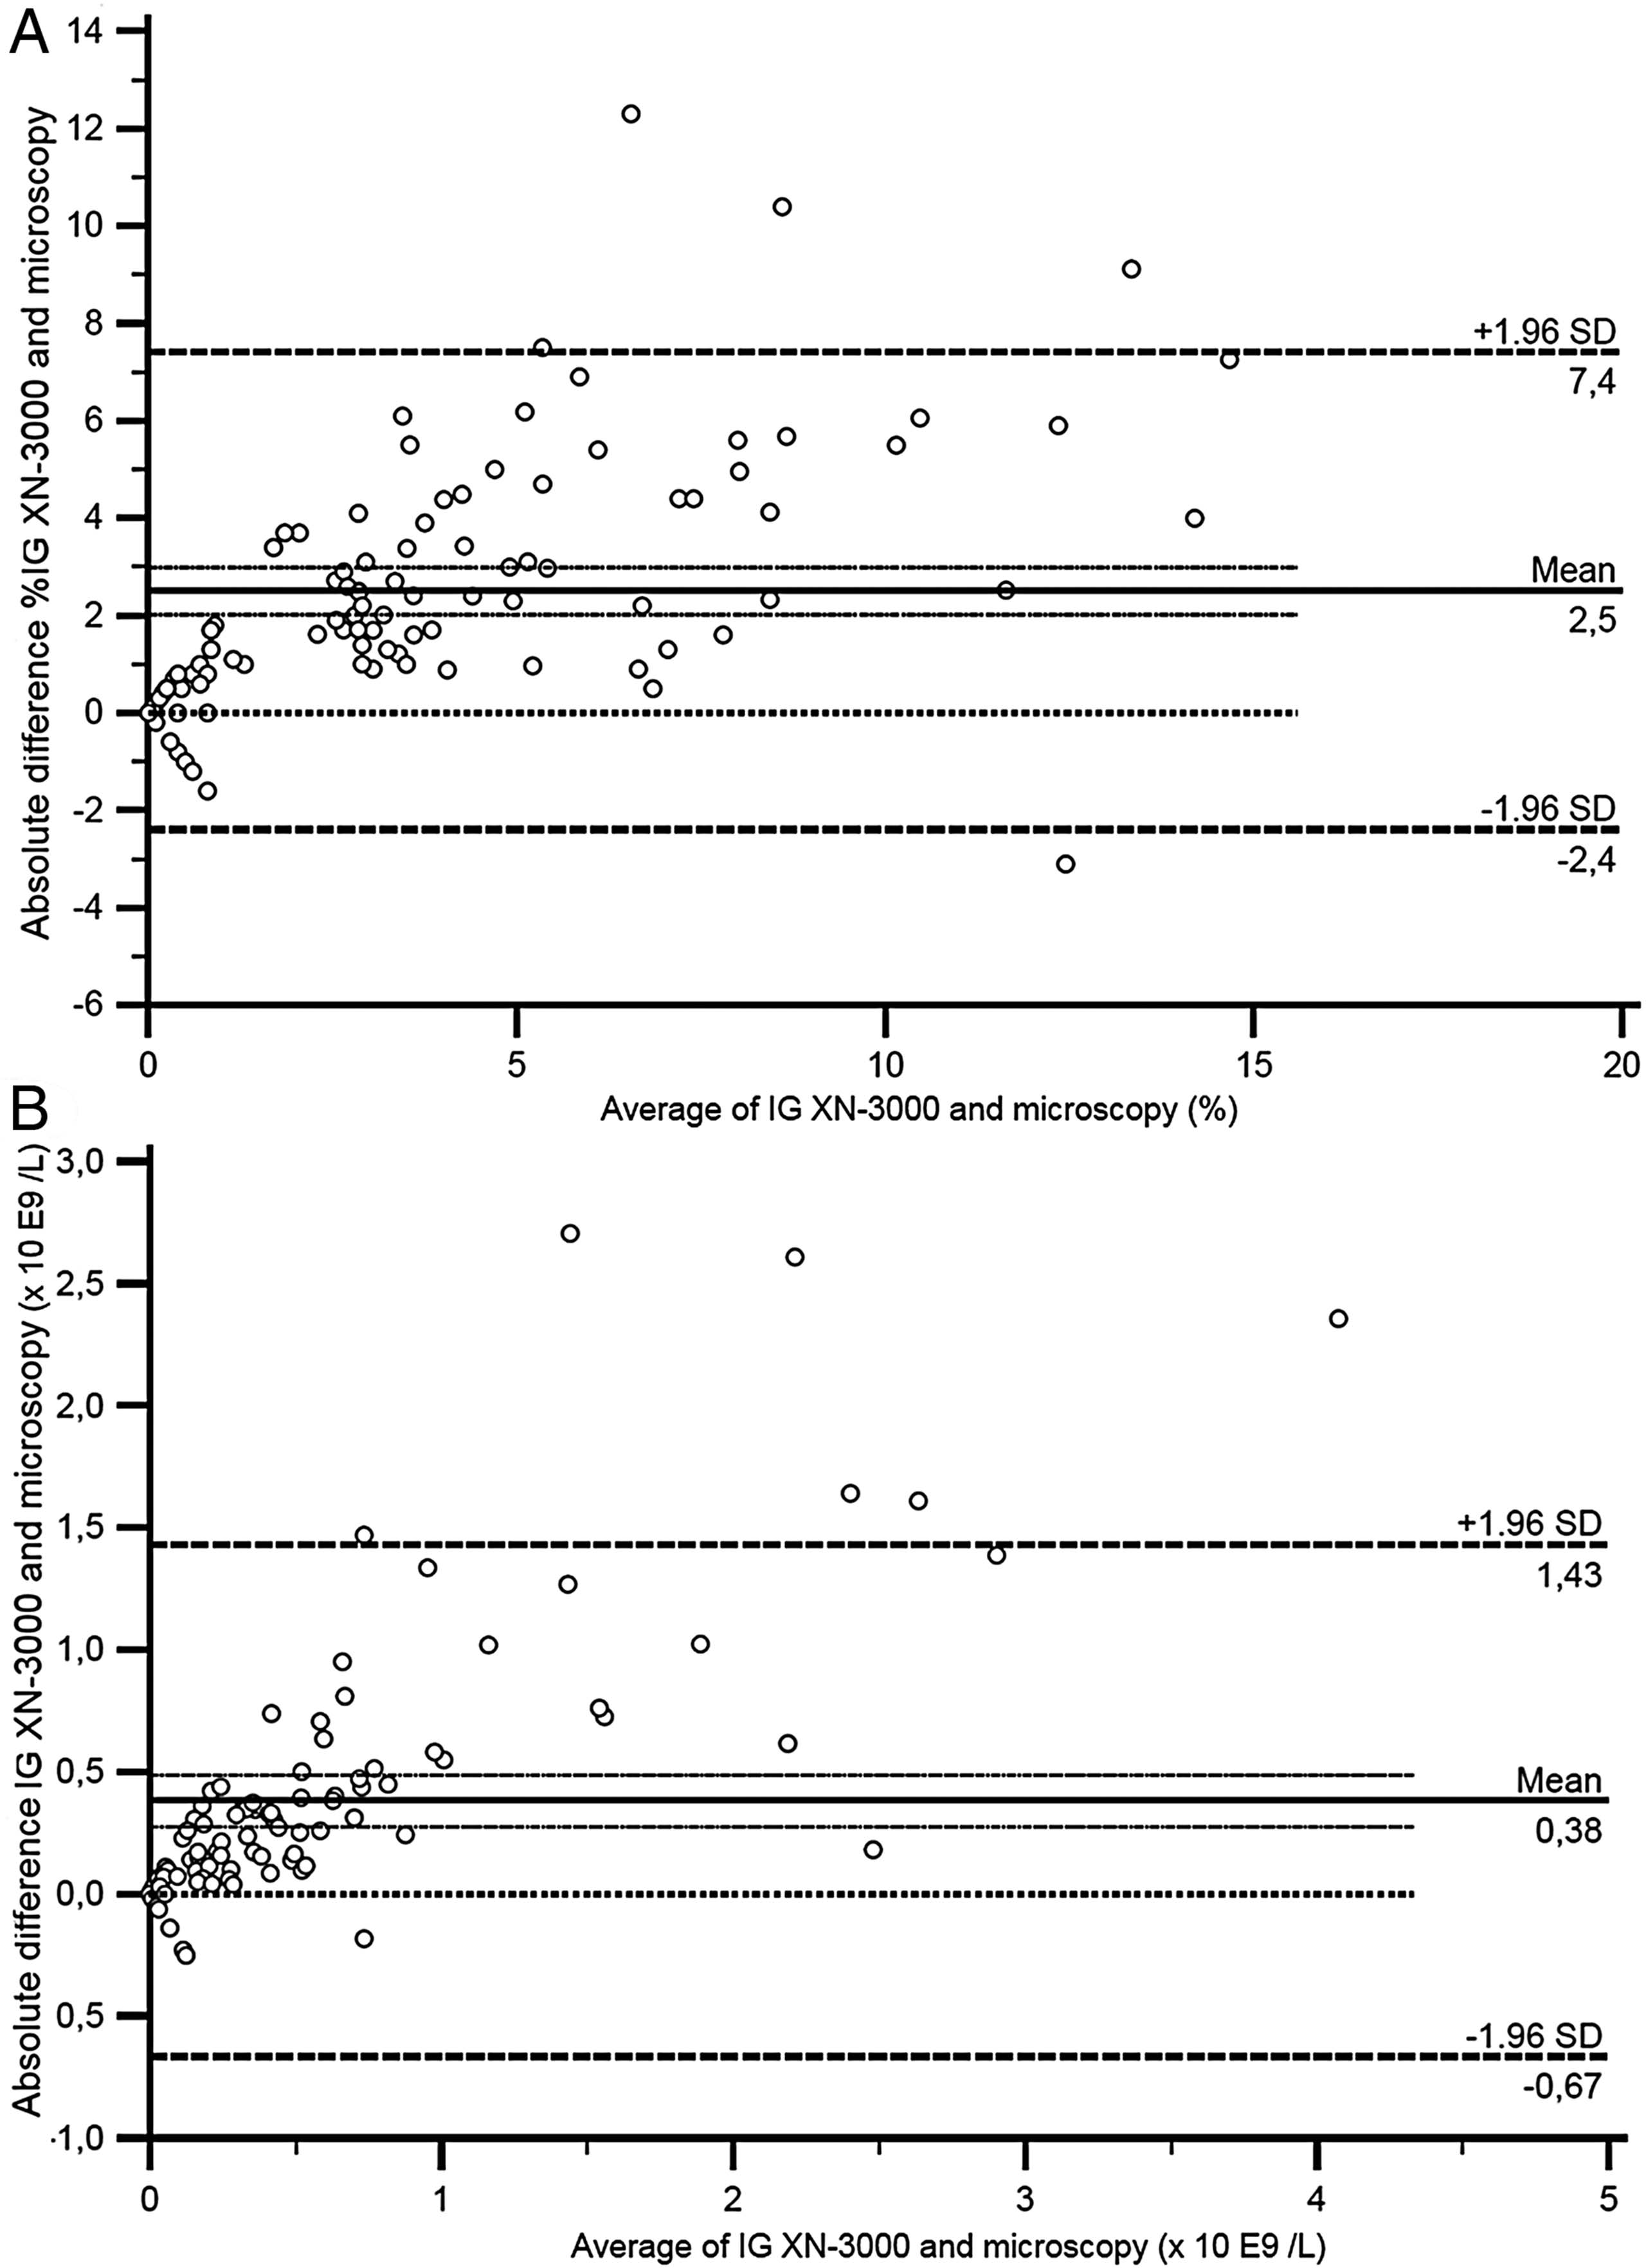 A
Absolute difference %IG XN-3000 and microscopy
14
12
10
8
6
4
2
0
-2
-4
-6
+1.96 SD
7,4
Mean
2,5
-1.96 SD
-2,4
0 5 10 15 20
Average of IG XN-3000 and microscopy (%)
B
Absolute difference IG XN-3000 and microscopy (x 10 E9 /L)
3,0
2,5
2,0
1,5
1,0
0,5
0,0
0,5
-1,0
+1.96 SD
1,43
Mean
0,38
-1.96 SD
-0,67
0 1 2 3 4 5
Average of IG XN-3000 and microscopy (x 10 E9 /L)